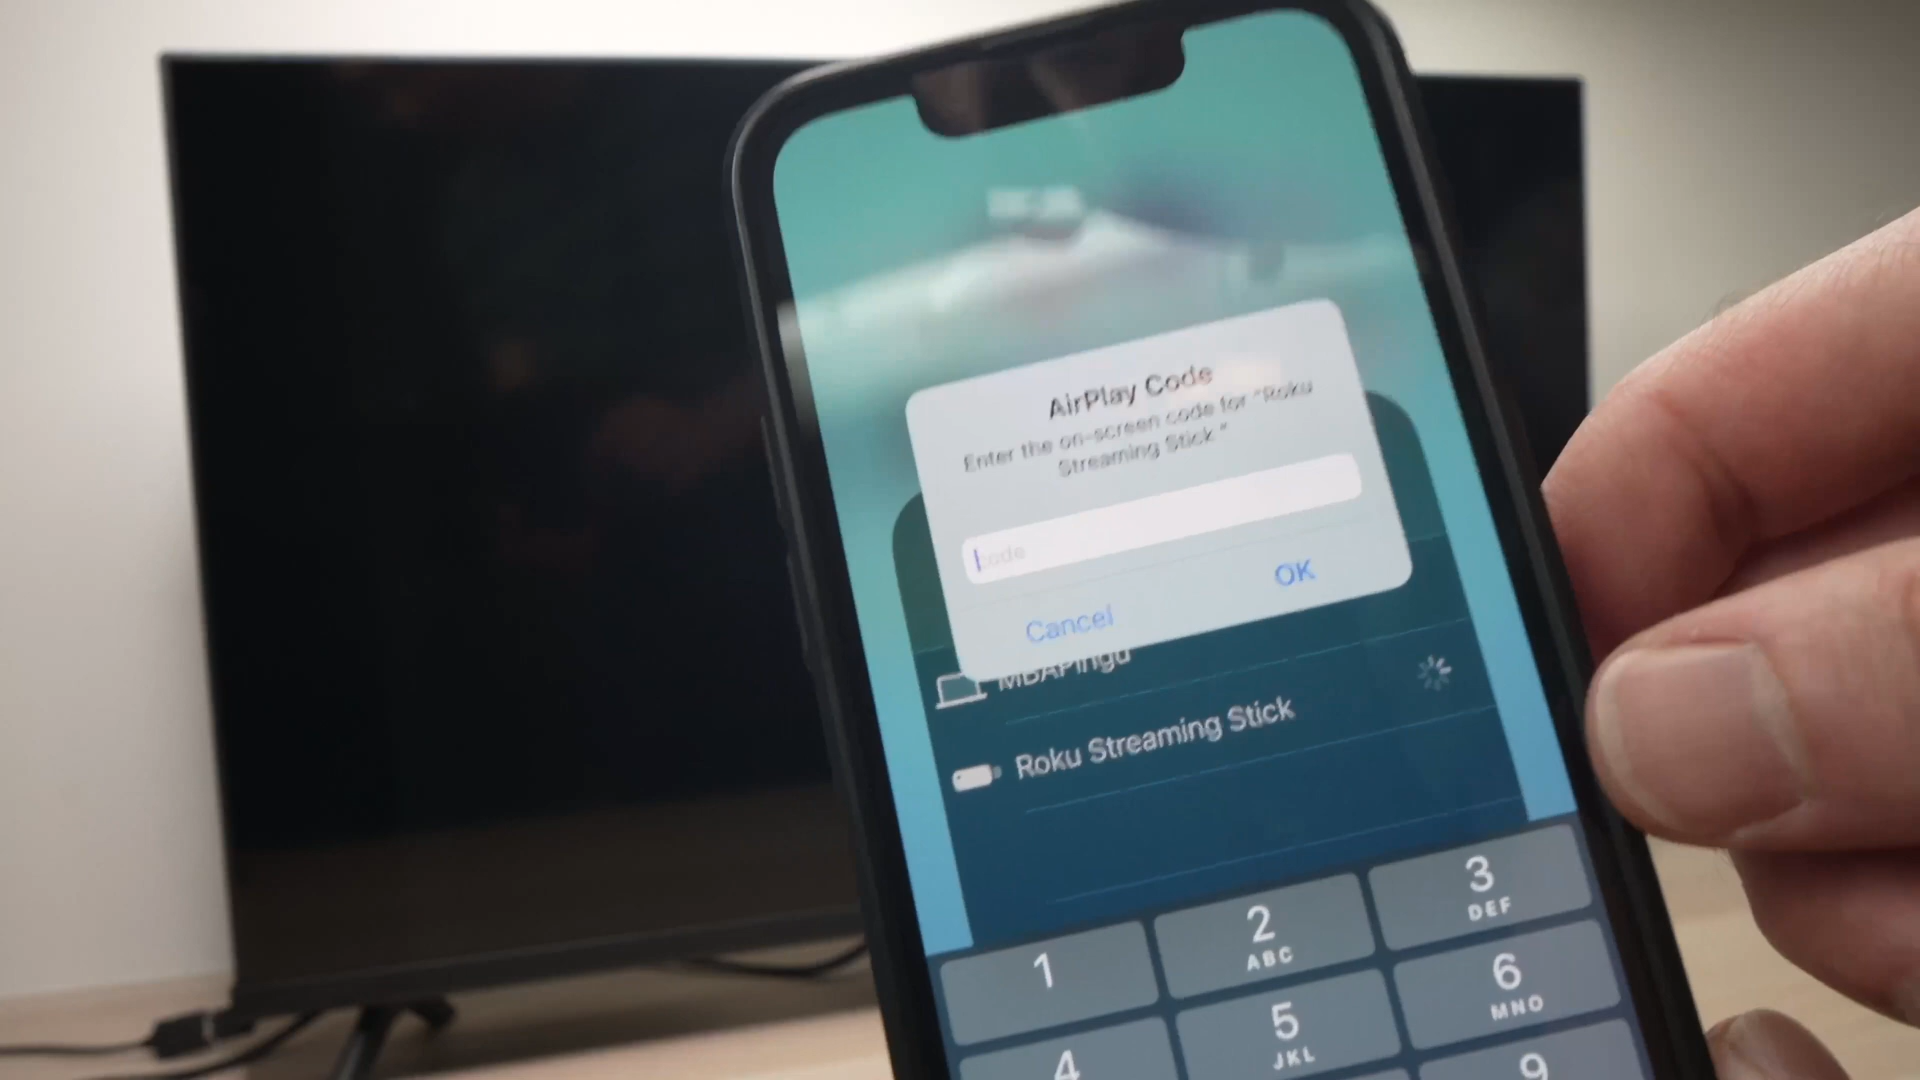 AirPlay Code
Enter the on-screen code for "Roku
Streaming Stick"
code
Cancel
OK
MBAPingu
Roku Streaming Stick
1
2
ABC
3
DEF
4
5
JKL
6
MNO
9